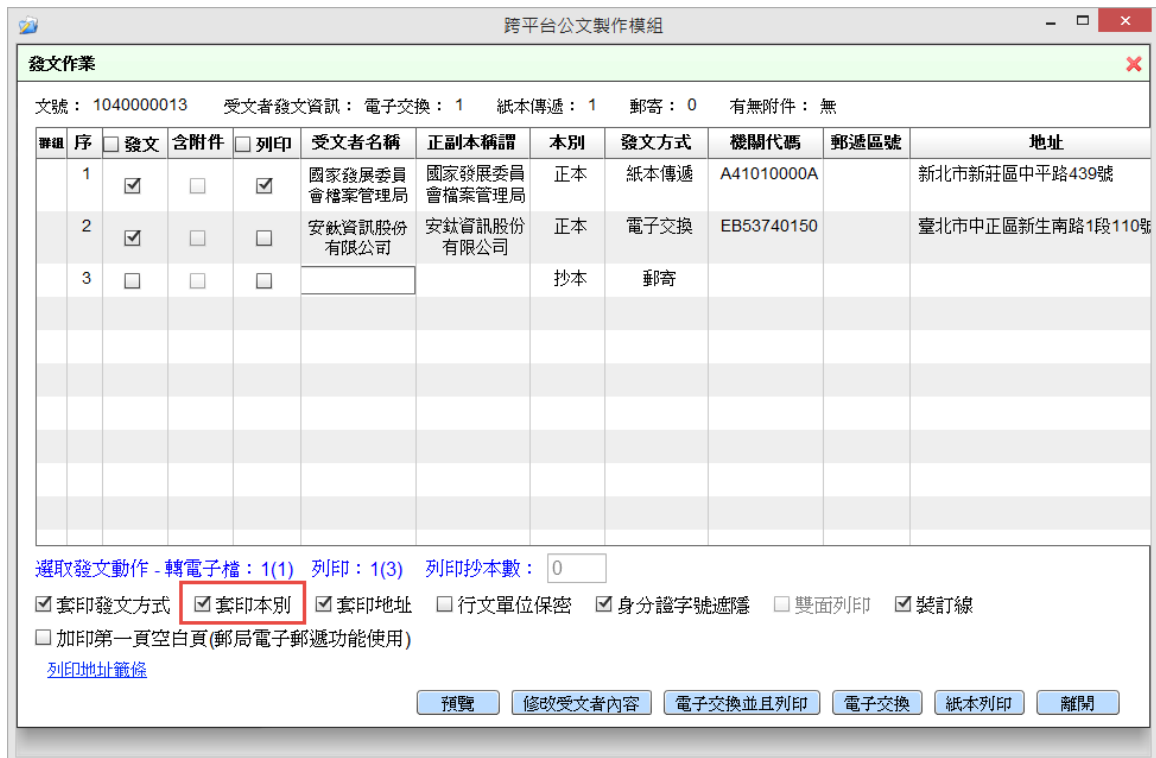 跨平台公文製作模組
發文作業
文號： 1040000013 受文者發文資訊： 電子交換： 1 紙本傳遞： 1 郵寄： 0 有無附件： 無
群組 序 發文 含附件 列印 受文者名稱 正副本稱謂 本別 發文方式 機關代碼 郵遞區號 地址
1 國家發展委員會檔案管理局 國家發展委員會檔案管理局 正本 紙本傳遞 A41010000A 新北市新莊區中平路439號
2 安鈦資訊股份有限公司 安鈦資訊股份有限公司 正本 電子交換 EB53740150 臺北市中正區新生南路1段110號
3 抄本 郵寄
選取發文動作 - 轉電子檔：1(1) 列印：1(3) 列印抄本數： 0
套印發文方式 套印本別 套印地址 行文單位保密 身分證字號遮隱 雙面列印 裝訂線
加印第一頁空白頁(郵局電子郵遞功能使用)
列印地址籤條
預覽 修改受文者內容 電子交換並且列印 電子交換 紙本列印 離開